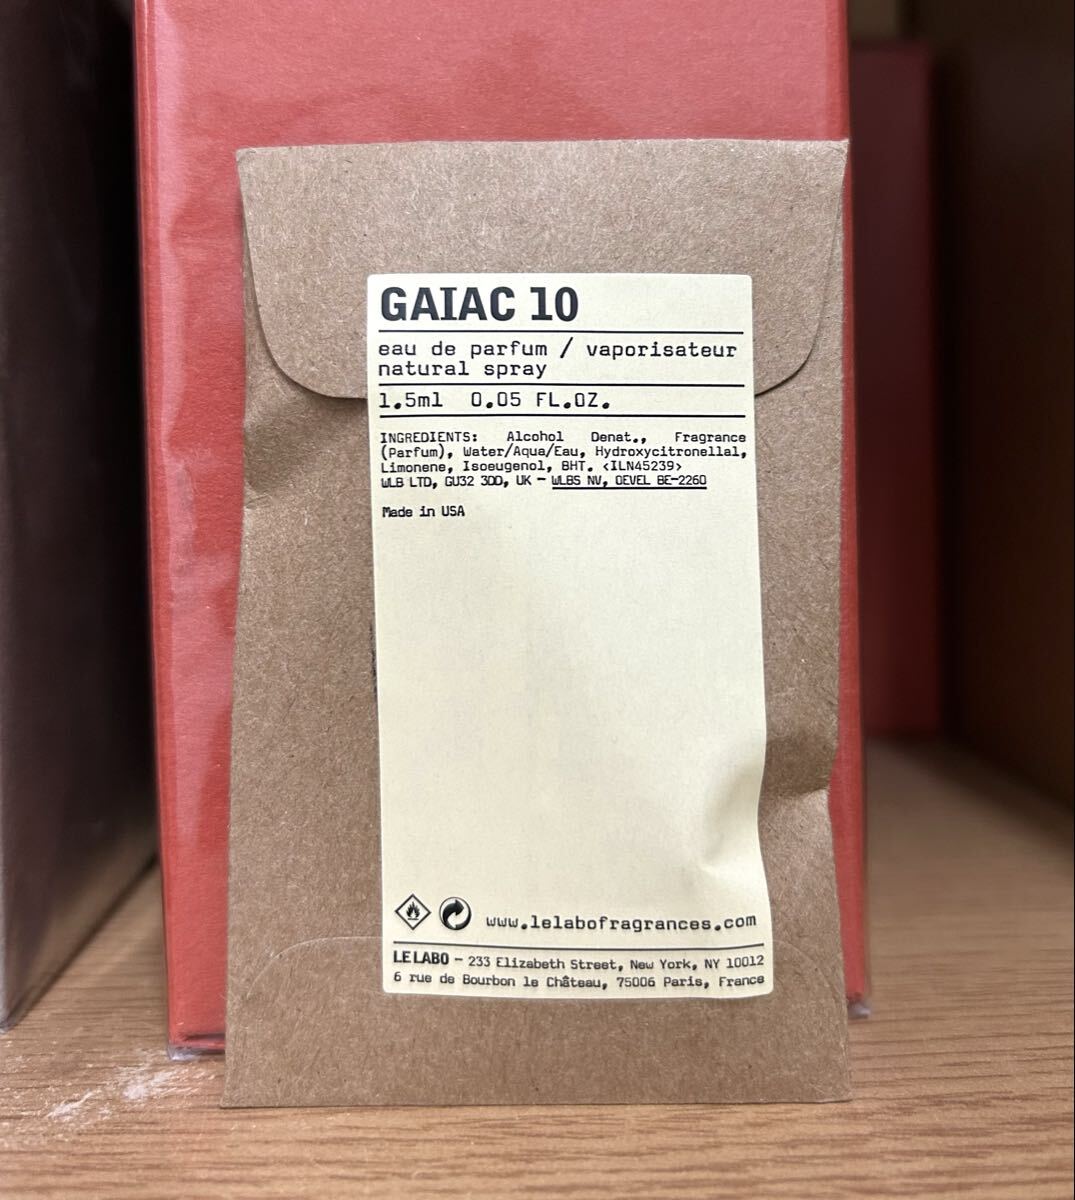 GAIAC 10
eau de parfum / vaporisateur
natural spray
1.5ml 0.05 FL.OZ.
INGREDIENTS: Alcohol Denat., Fragrance
(Parfum), Water/Aqua/Eau, Hydroxycitronellal,
Limonene, Isoeugenol, BHT. <ILN45239>
WLB LTD, GU32 3DD, UK - WLBS NV, OEVEL BE-2260
Made in USA
www.lelabofragrances.com
LE LABO - 233 Elizabeth Street, New York, NY 10012
6 rue de Bourbon le Château, 75006 Paris, France